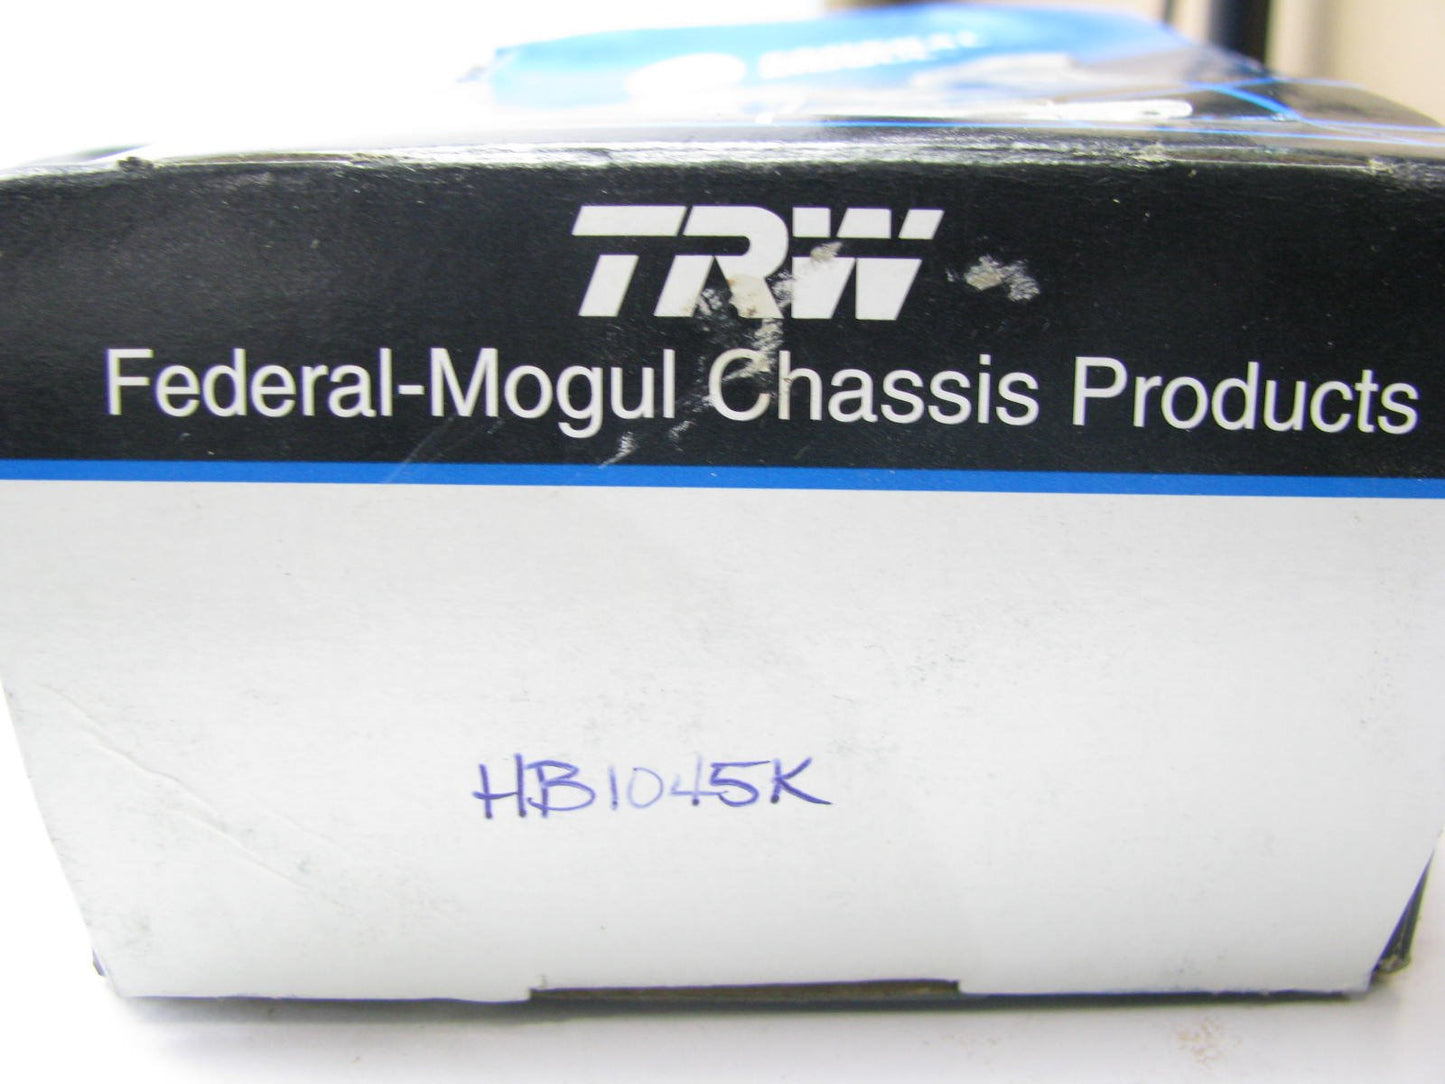 TRW
Federal-Mogul Chassis Products
HB1045K